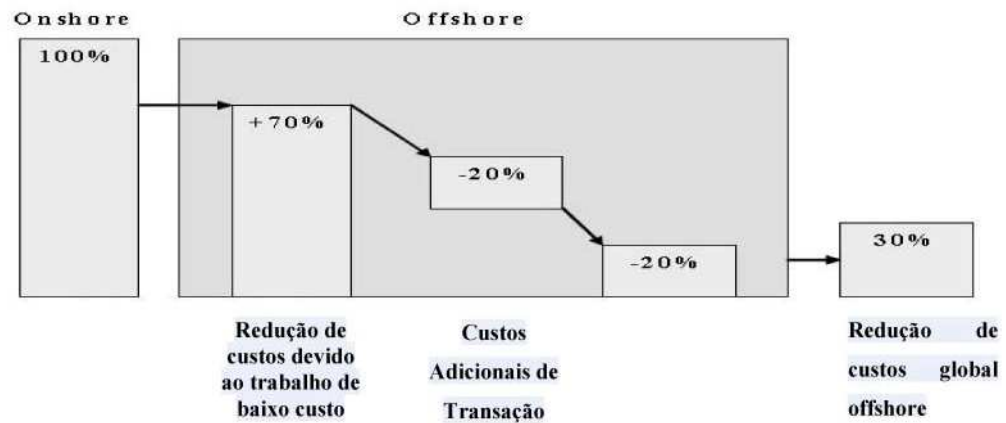 Onshore
Offshore
100%
+70%
-20%
-20%
30%
Redução de
custos devido
ao trabalho de
baixo custo
Custos
Adicionais de
Transação
Redução de
custos global
offshore